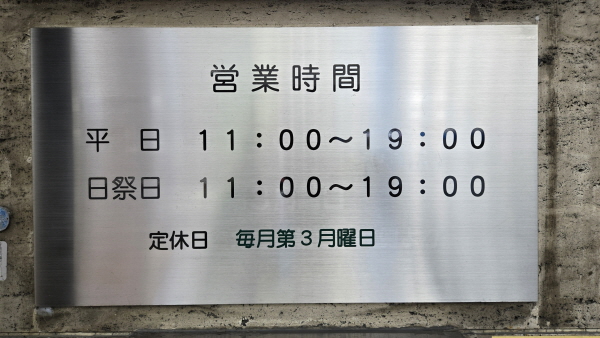 営業時間
平 日 11:00～19:00
日祭日 11:00～19:00
定休日 毎月第3月曜日